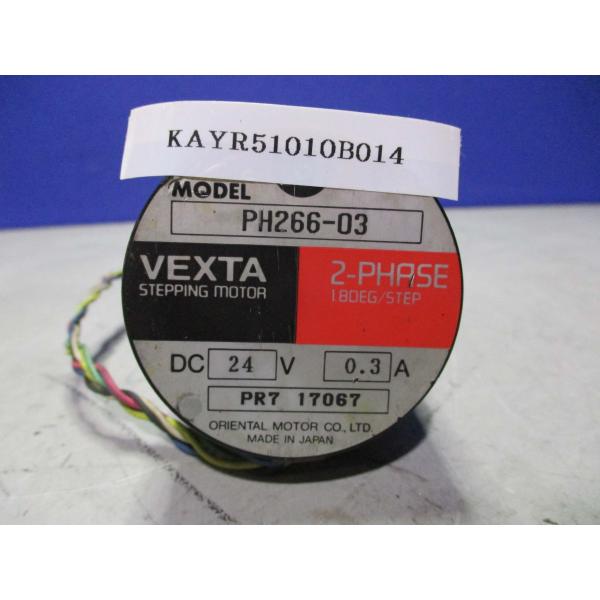 KAYR51010B014
MODEL
PH266-03
VEXTA
STEPPING MOTOR
2-PHASE
1.8DEG/STEP
DC 24 V 0.3 A
PR7 17067
ORIENTAL MOTOR CO., LTD.
MADE IN JAPAN